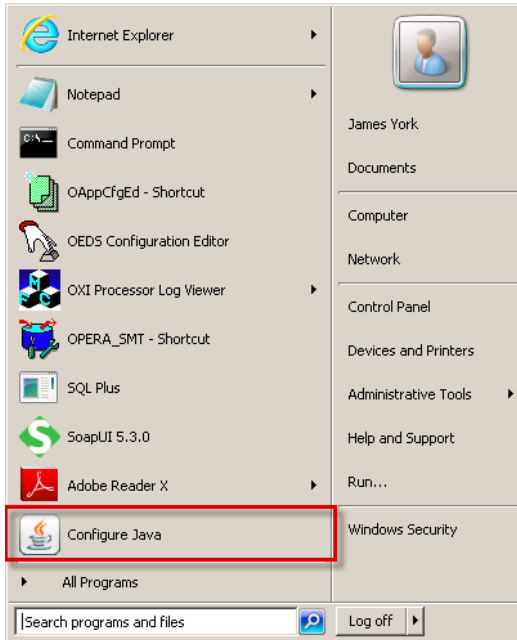 Internet Explorer
Notepad
C:\
Command Prompt
OAppCfgEd - Shortcut
OEDS Configuration Editor
OXI Processor Log Viewer
OPERA_SMT - Shortcut
SQL Plus
SoapUI 5.3.0
Adobe Reader X
Configure Java
All Programs
Search programs and files
James York
Documents
Computer
Network
Control Panel
Devices and Printers
Administrative Tools
Help and Support
Run...
Windows Security
Log off